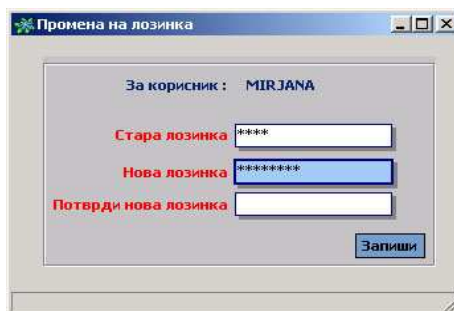 Промена на лозинка
За корисник : MIRJANA
Стара лозинка ****
Нова лозинка ********
Потврди нова лозинка
Запиши